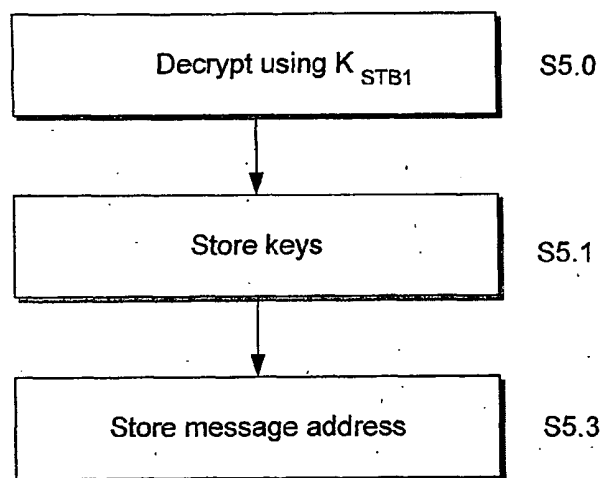 Decrypt using K STB1 S5.0
Store keys S5.1
Store message address S5.3